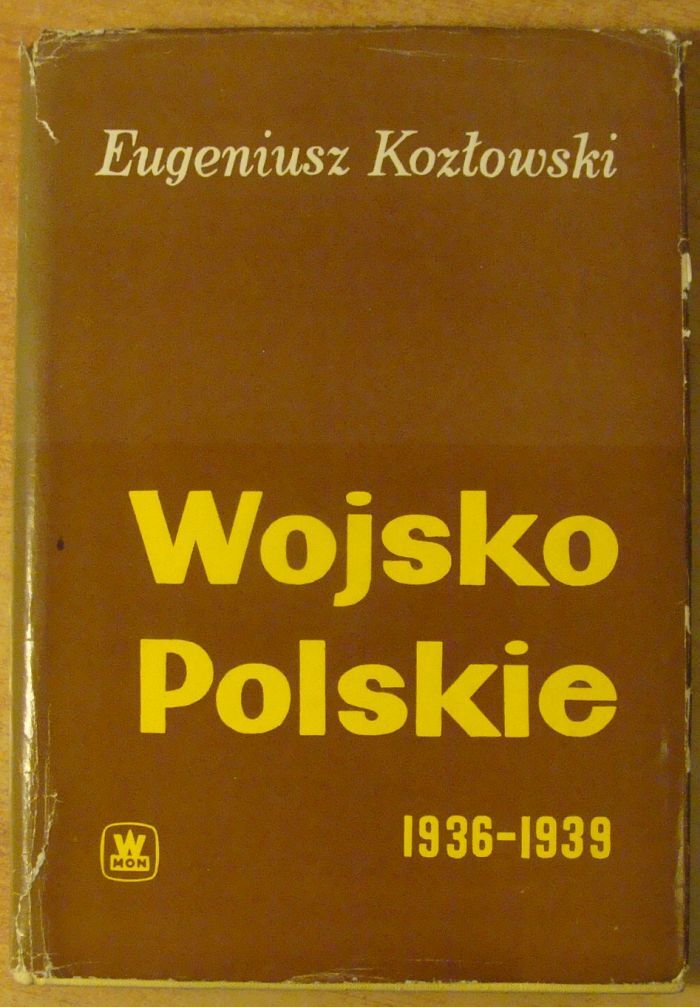 Eugeniusz Kozłowski
Wojsko
Polskie
1936-1939
W
MON